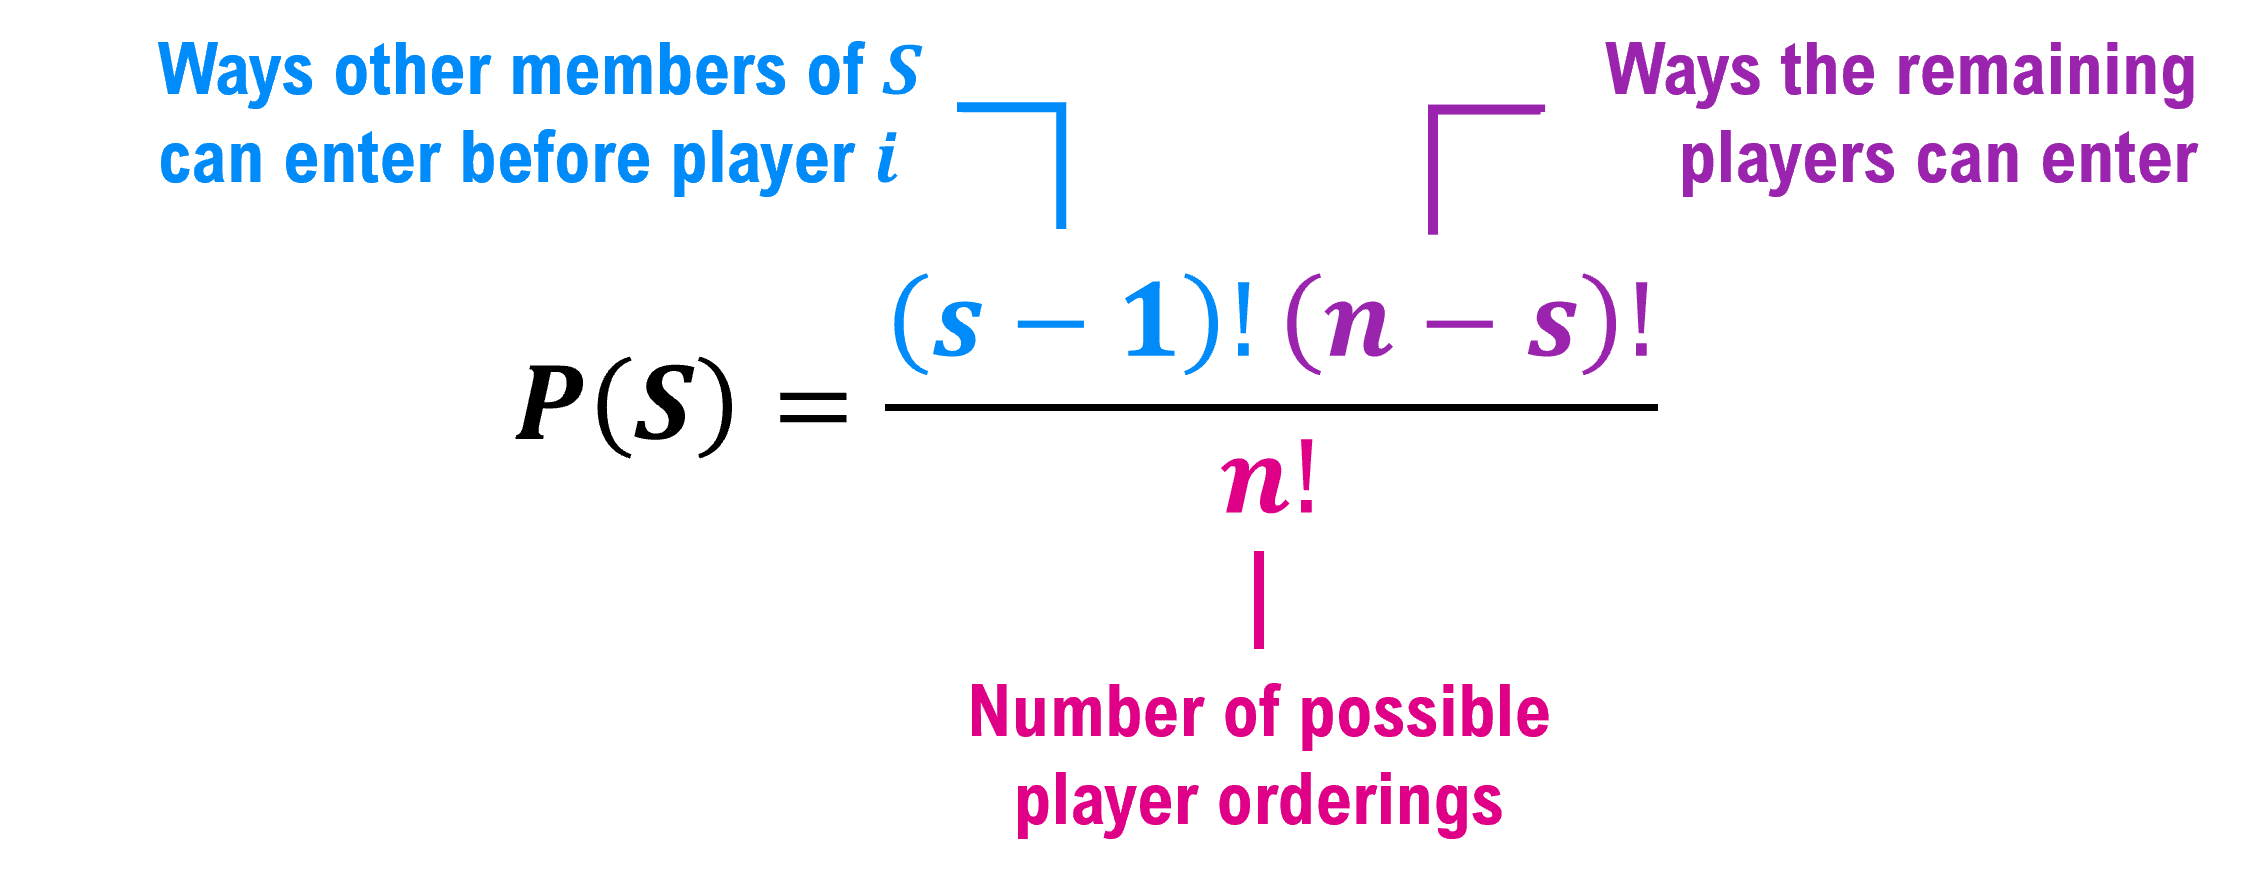 Ways other members of S
can enter before player i
Ways the remaining
players can enter
P(S) = (s − 1)! (n − s)!
n!
Number of possible
player orderings